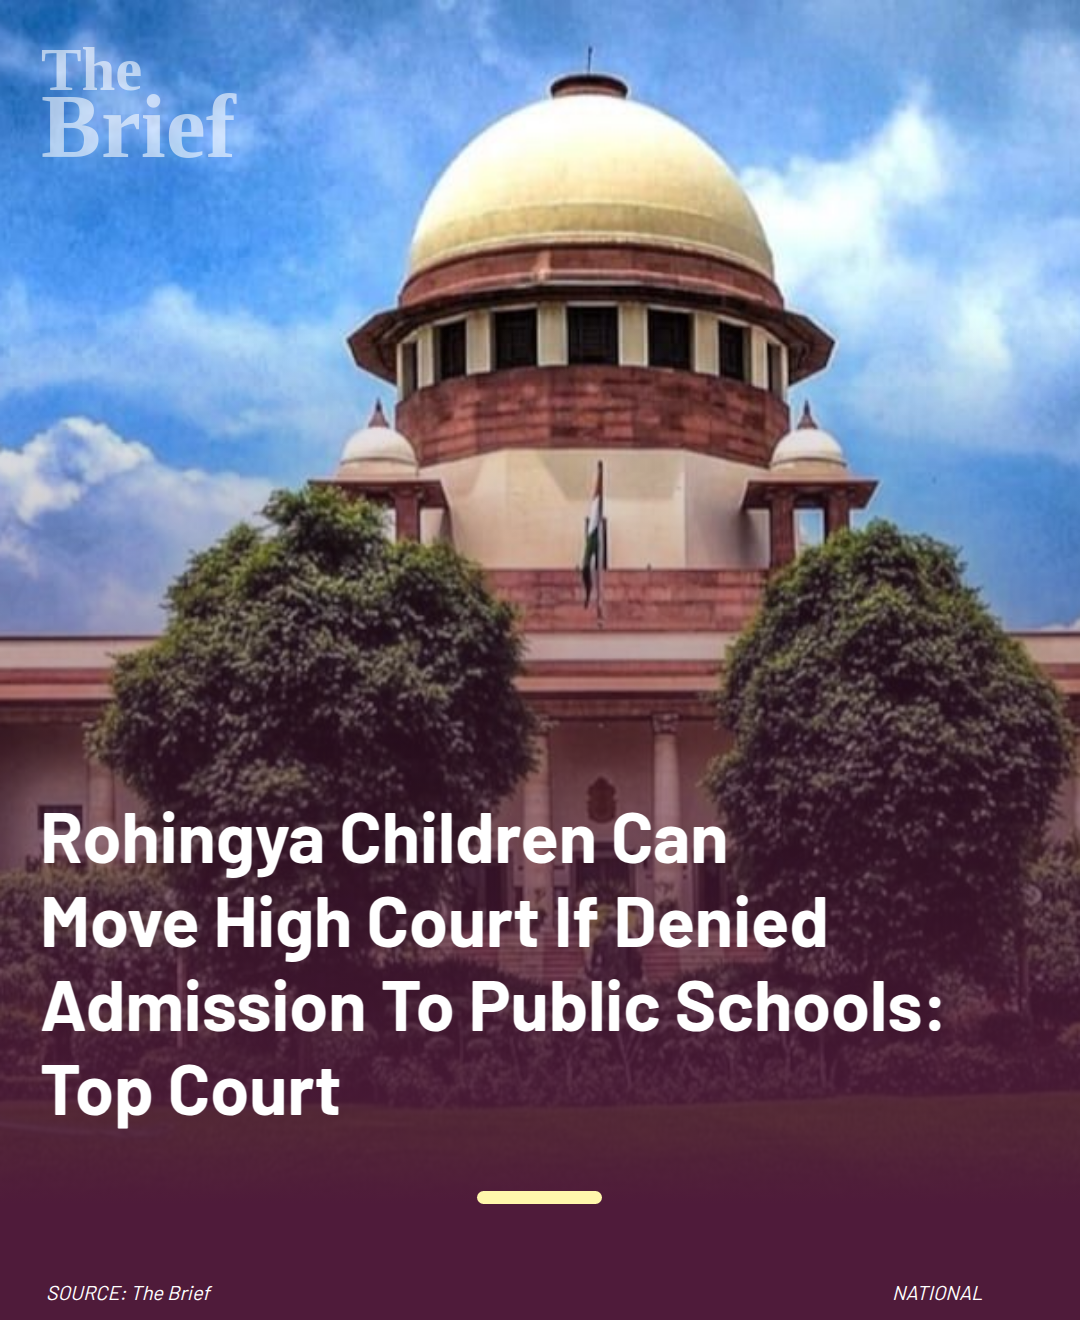 The
Brief
Rohingya Children Can
Move High Court If Denied
Admission To Public Schools:
Top Court
SOURCE: The Brief
NATIONAL